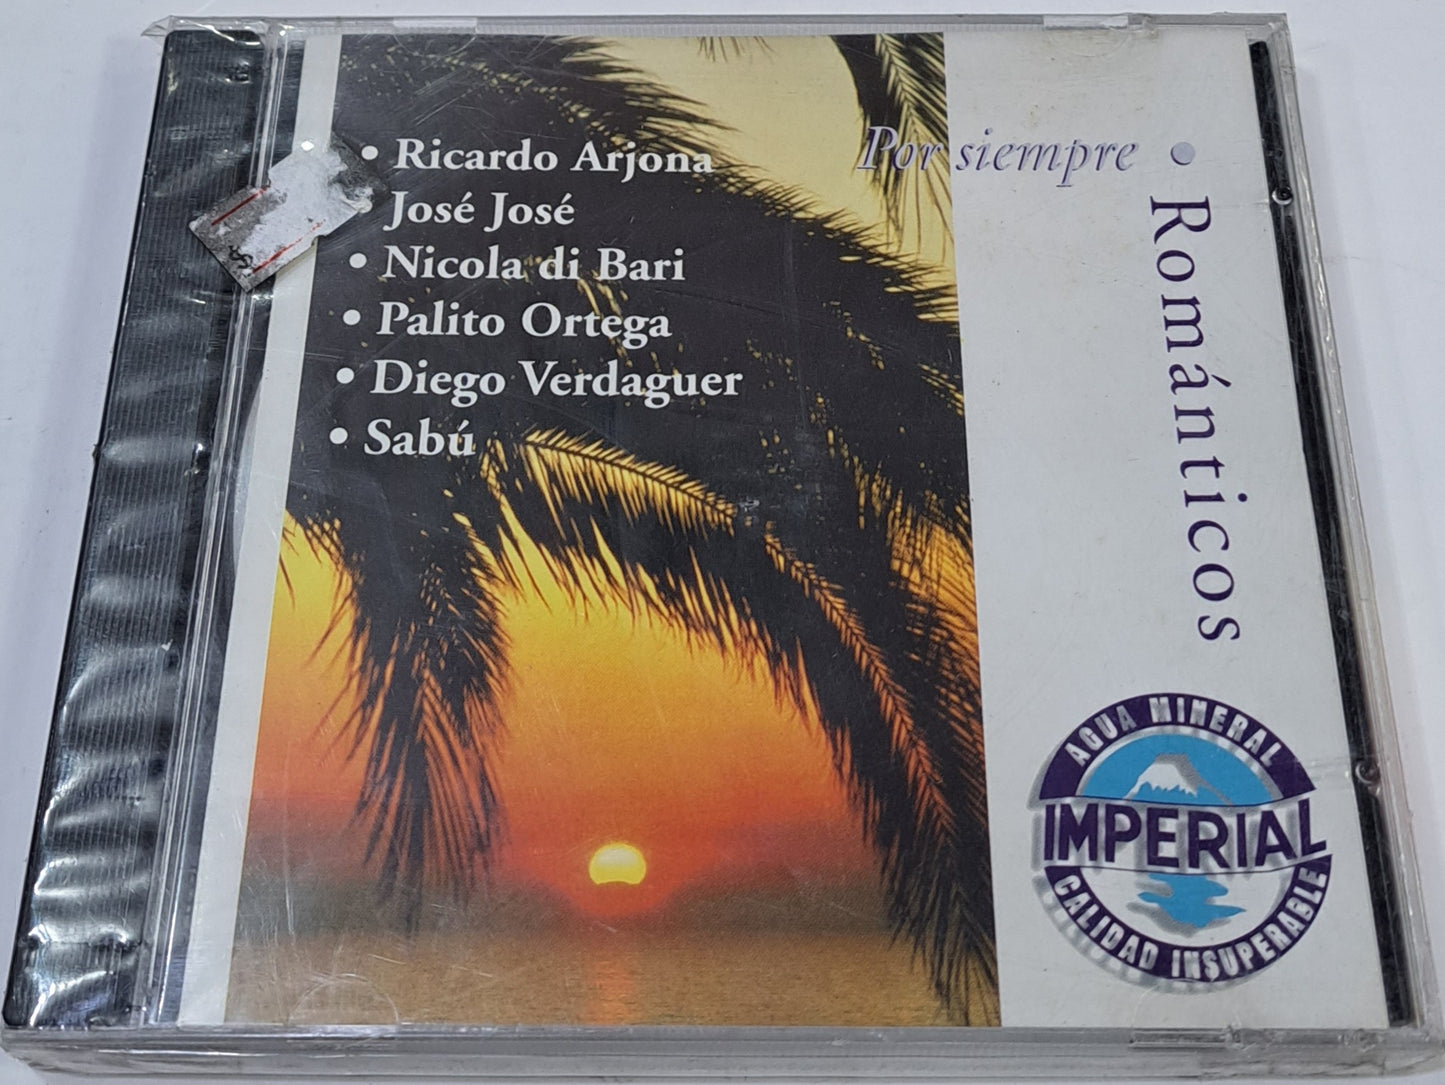 • Ricardo Arjona
José José
• Nicola di Bari
• Palito Ortega
• Diego Verdaguer
• Sabú
Por siempre •
Románticos
AGUA MINERAL
IMPERIAL
CALIDAD INSUPERABLE